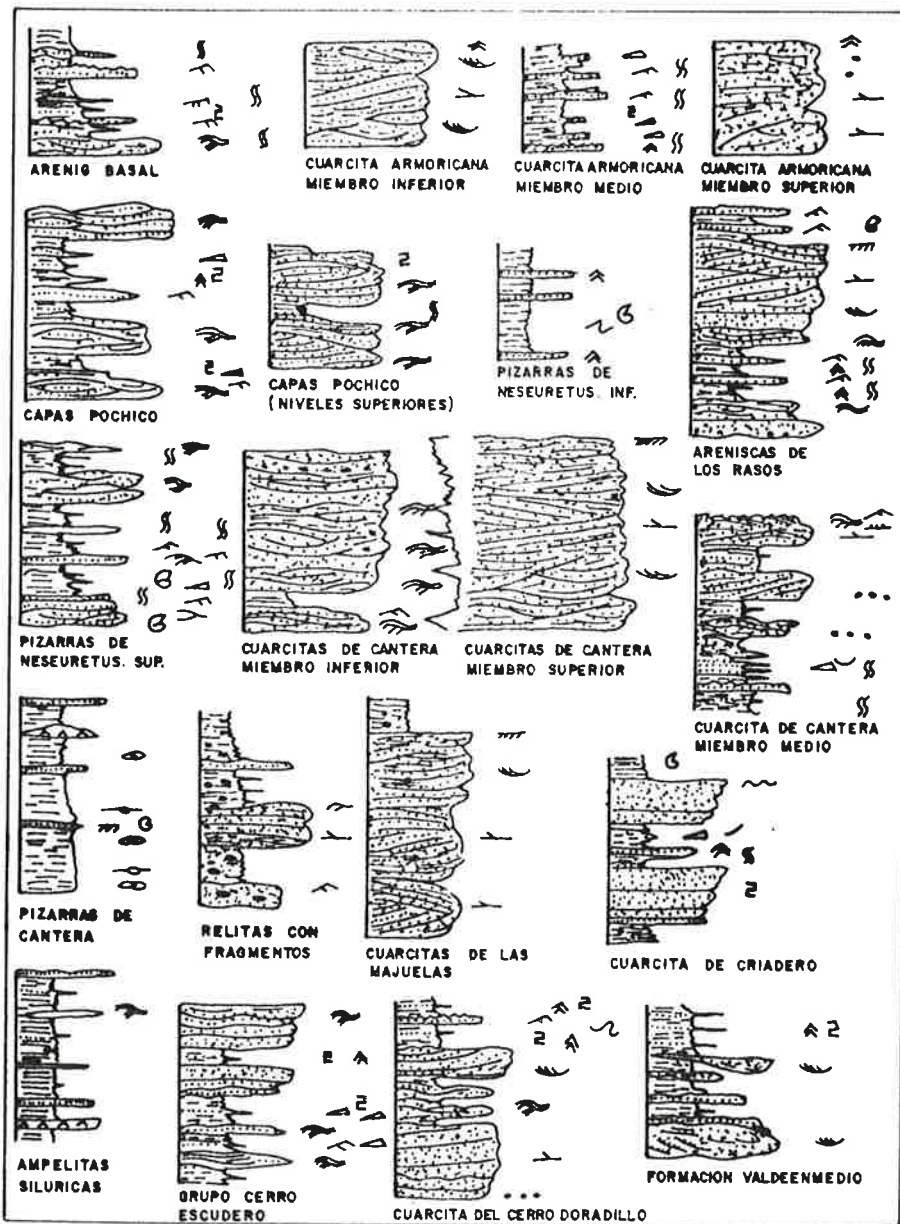 ARENIG BASAL
CUARCITA ARMORICANA
MIEMBRO INFERIOR
CUARCITA ARMORICANA
MIEMBRO MEDIO
CUARCITA ARMORICANA
MIEMBRO SUPERIOR
CAPAS POCHICO
CAPAS POCHICO
(NIVELES SUPERIORES)
PIZARRAS DE
NESEURETUS. INF.
ARENISCAS DE
LOS RASOS
PIZARRAS DE
NESEURETUS. SUP.
CUARCITAS DE CANTERA
MIEMBRO INFERIOR
CUARCITAS DE CANTERA
MIEMBRO SUPERIOR
CUARCITA DE CANTERA
MIEMBRO MEDIO
PIZARRAS DE
CANTERA
RELITAS CON
FRAGMENTOS
CUARCITAS DE LAS
MAJUELAS
CUARCITA DE CRIADERO
AMPELITAS
SILURICAS
GRUPO CERRO
ESCUDERO
CUARCITA DEL CERRO DORADILLO
FORMACION VALDEENMEDIO